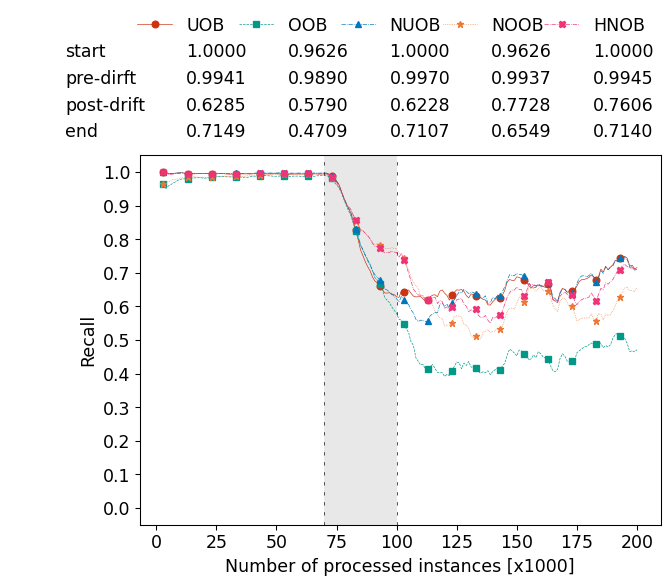 UOB OOB NUOB NOOB HNOB
start 1.0000 0.9626 1.0000 0.9626 1.0000
pre-dirft 0.9941 0.9890 0.9970 0.9937 0.9945
post-drift 0.6285 0.5790 0.6228 0.7728 0.7606
end 0.7149 0.4709 0.7107 0.6549 0.7140
1.0
0.9
0.8
0.7
0.6
0.5
0.4
0.3
0.2
0.1
0.0
Recall
0 25 50 75 100 125 150 175 200
Number of processed instances [x1000]